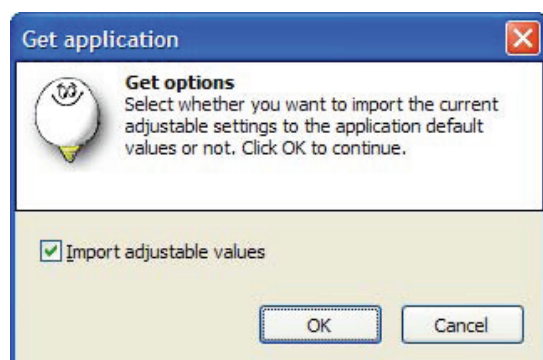 Get application
Get options
Select whether you want to import the current
adjustable settings to the application default
values or not. Click OK to continue.
Import adjustable values
OK
Cancel